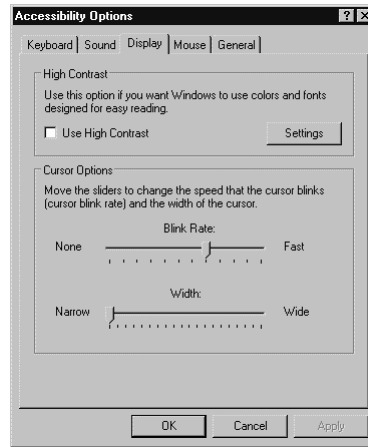 Accessibility Options
Keyboard Sound Display Mouse General
High Contrast
Use this option if you want Windows to use colors and fonts
designed for easy reading.
Use High Contrast Settings
Cursor Options
Move the sliders to change the speed that the cursor blinks
(cursor blink rate) and the width of the cursor.
Blink Rate:
None Fast
Width:
Narrow Wide
OK Cancel Apply